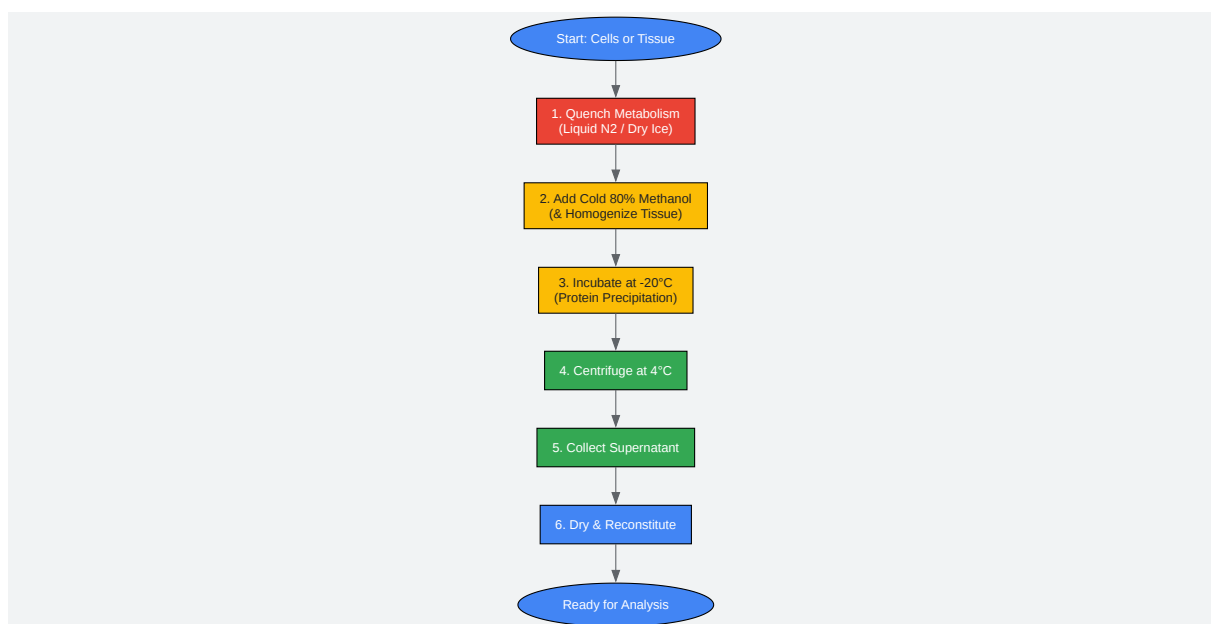 Start: Cells or Tissue
1. Quench Metabolism
(Liquid N2 / Dry Ice)
2. Add Cold 80% Methanol
(& Homogenize Tissue)
3. Incubate at -20°C
(Protein Precipitation)
4. Centrifuge at 4°C
5. Collect Supernatant
6. Dry & Reconstitute
Ready for Analysis